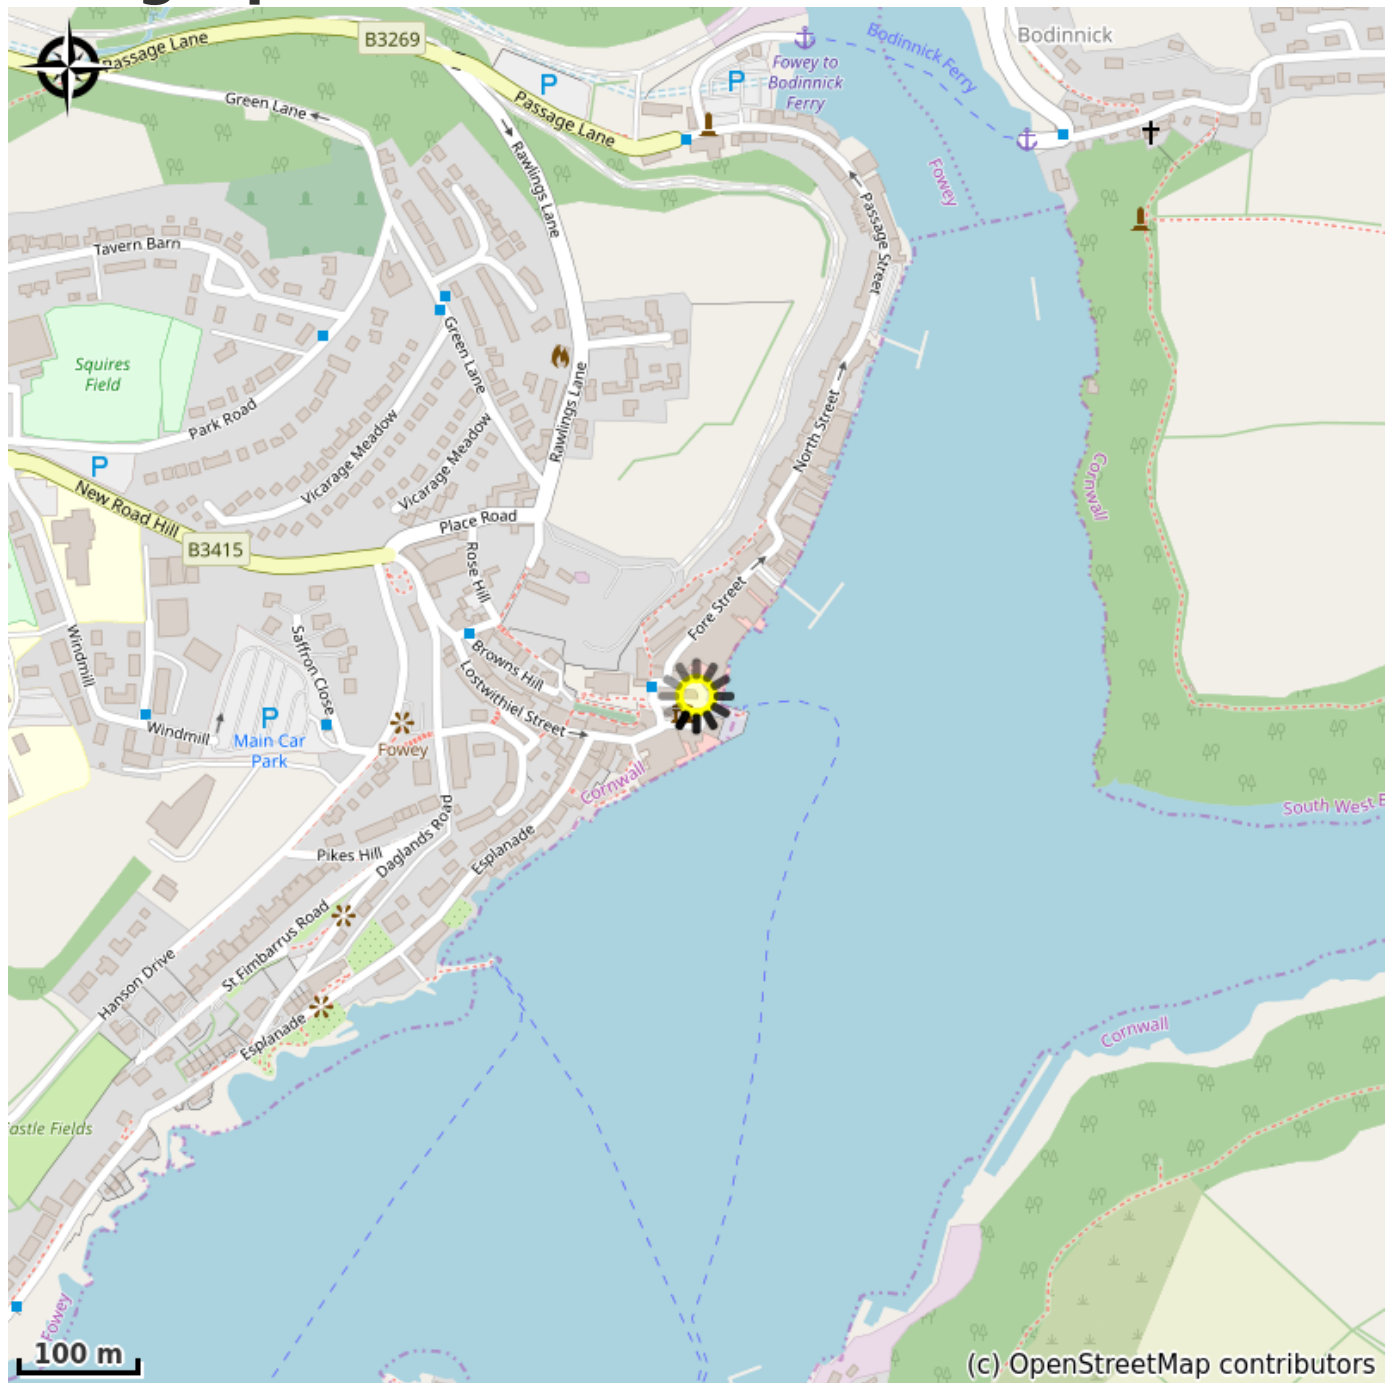 B3269
Passage Lane
Bodinnick
Bodinnick Ferry
Fowey to
Bodinnick
Ferry
P
P
Green Lane
Passage Lane
Rawlings Lane
Fowey
Passage Street
Tavern Barn
Green Lane
Squires
Field
Rawlings Lane
Park Road
Vicarage Meadow
Vicarage Meadow
North Street
P
New Road Hill
Cornwall
Place Road
B3415
Rose Hill
Fore Street
Windmill
Saffron Close
Browns Hill
Lostwithiel Street
P
Windmill
Main Car
Park
Fowey
Cornwall
South West
Daglands Road
Esplanade
Pikes Hill
St Fimbarrus Road
Hanson Drive
Esplanade
Cornwall
astle Fields
Fowey
100 m
(c) OpenStreetMap contributors